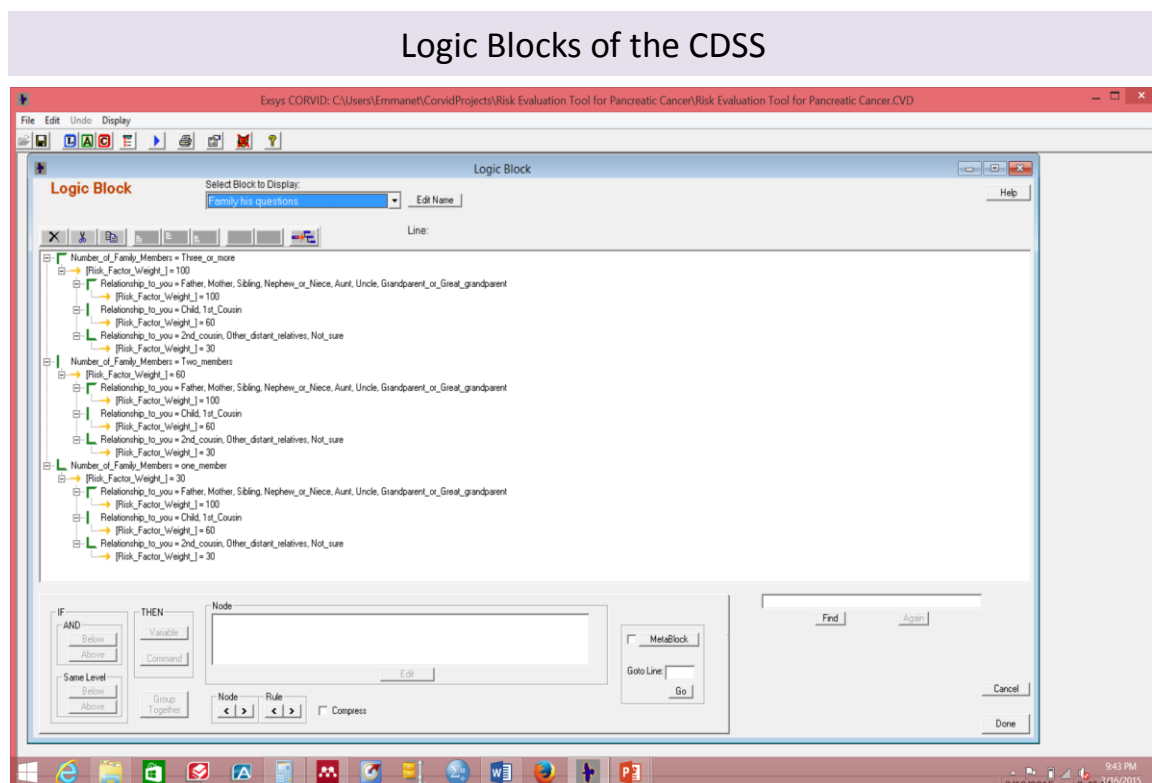 Logic Blocks of the CDSS
Exsys CORVID: C:\Users\Emmanet\CorvidProjects\Risk Evaluation Tool for Pancreatic Cancer\Risk Evaluation Tool for Pancreatic Cancer.CVD
File Edit Undo Display
L A C
Logic Block
Logic Block
Select Block to Display:
Family his questions
Edit Name
Help
Line:
Number_of_Family_Members = Three_or_more
[Risk_Factor_Weight_] = 100
Relationship_to_you = Father, Mother, Sibling, Nephew_or_Niece, Aunt, Uncle, Grandparent_or_Great_grandparent
[Risk_Factor_Weight_] = 100
Relationship_to_you = Child, 1st_Cousin
[Risk_Factor_Weight_] = 60
Relationship_to_you = 2nd_cousin, Other_distant_relatives, Not_sure
[Risk_Factor_Weight_] = 30
Number_of_Family_Members = Two_members
[Risk_Factor_Weight_] = 60
Relationship_to_you = Father, Mother, Sibling, Nephew_or_Niece, Aunt, Uncle, Grandparent_or_Great_grandparent
[Risk_Factor_Weight_] = 100
Relationship_to_you = Child, 1st_Cousin
[Risk_Factor_Weight_] = 60
Relationship_to_you = 2nd_cousin, Other_distant_relatives, Not_sure
[Risk_Factor_Weight_] = 30
Number_of_Family_Members = one_member
[Risk_Factor_Weight_] = 30
Relationship_to_you = Father, Mother, Sibling, Nephew_or_Niece, Aunt, Uncle, Grandparent_or_Great_grandparent
[Risk_Factor_Weight_] = 100
Relationship_to_you = Child, 1st_Cousin
[Risk_Factor_Weight_] = 60
Relationship_to_you = 2nd_cousin, Other_distant_relatives, Not_sure
[Risk_Factor_Weight_] = 30
IF
AND
Below
Above
Same Level
Below
Above
THEN
Variable
Command
Group Together
Node
Edit
Node
< >
Rule
< >
Compress
MetaBlock
Goto Line:
Go
Find
Again
Cancel
Done
9:43 PM
3/16/2015